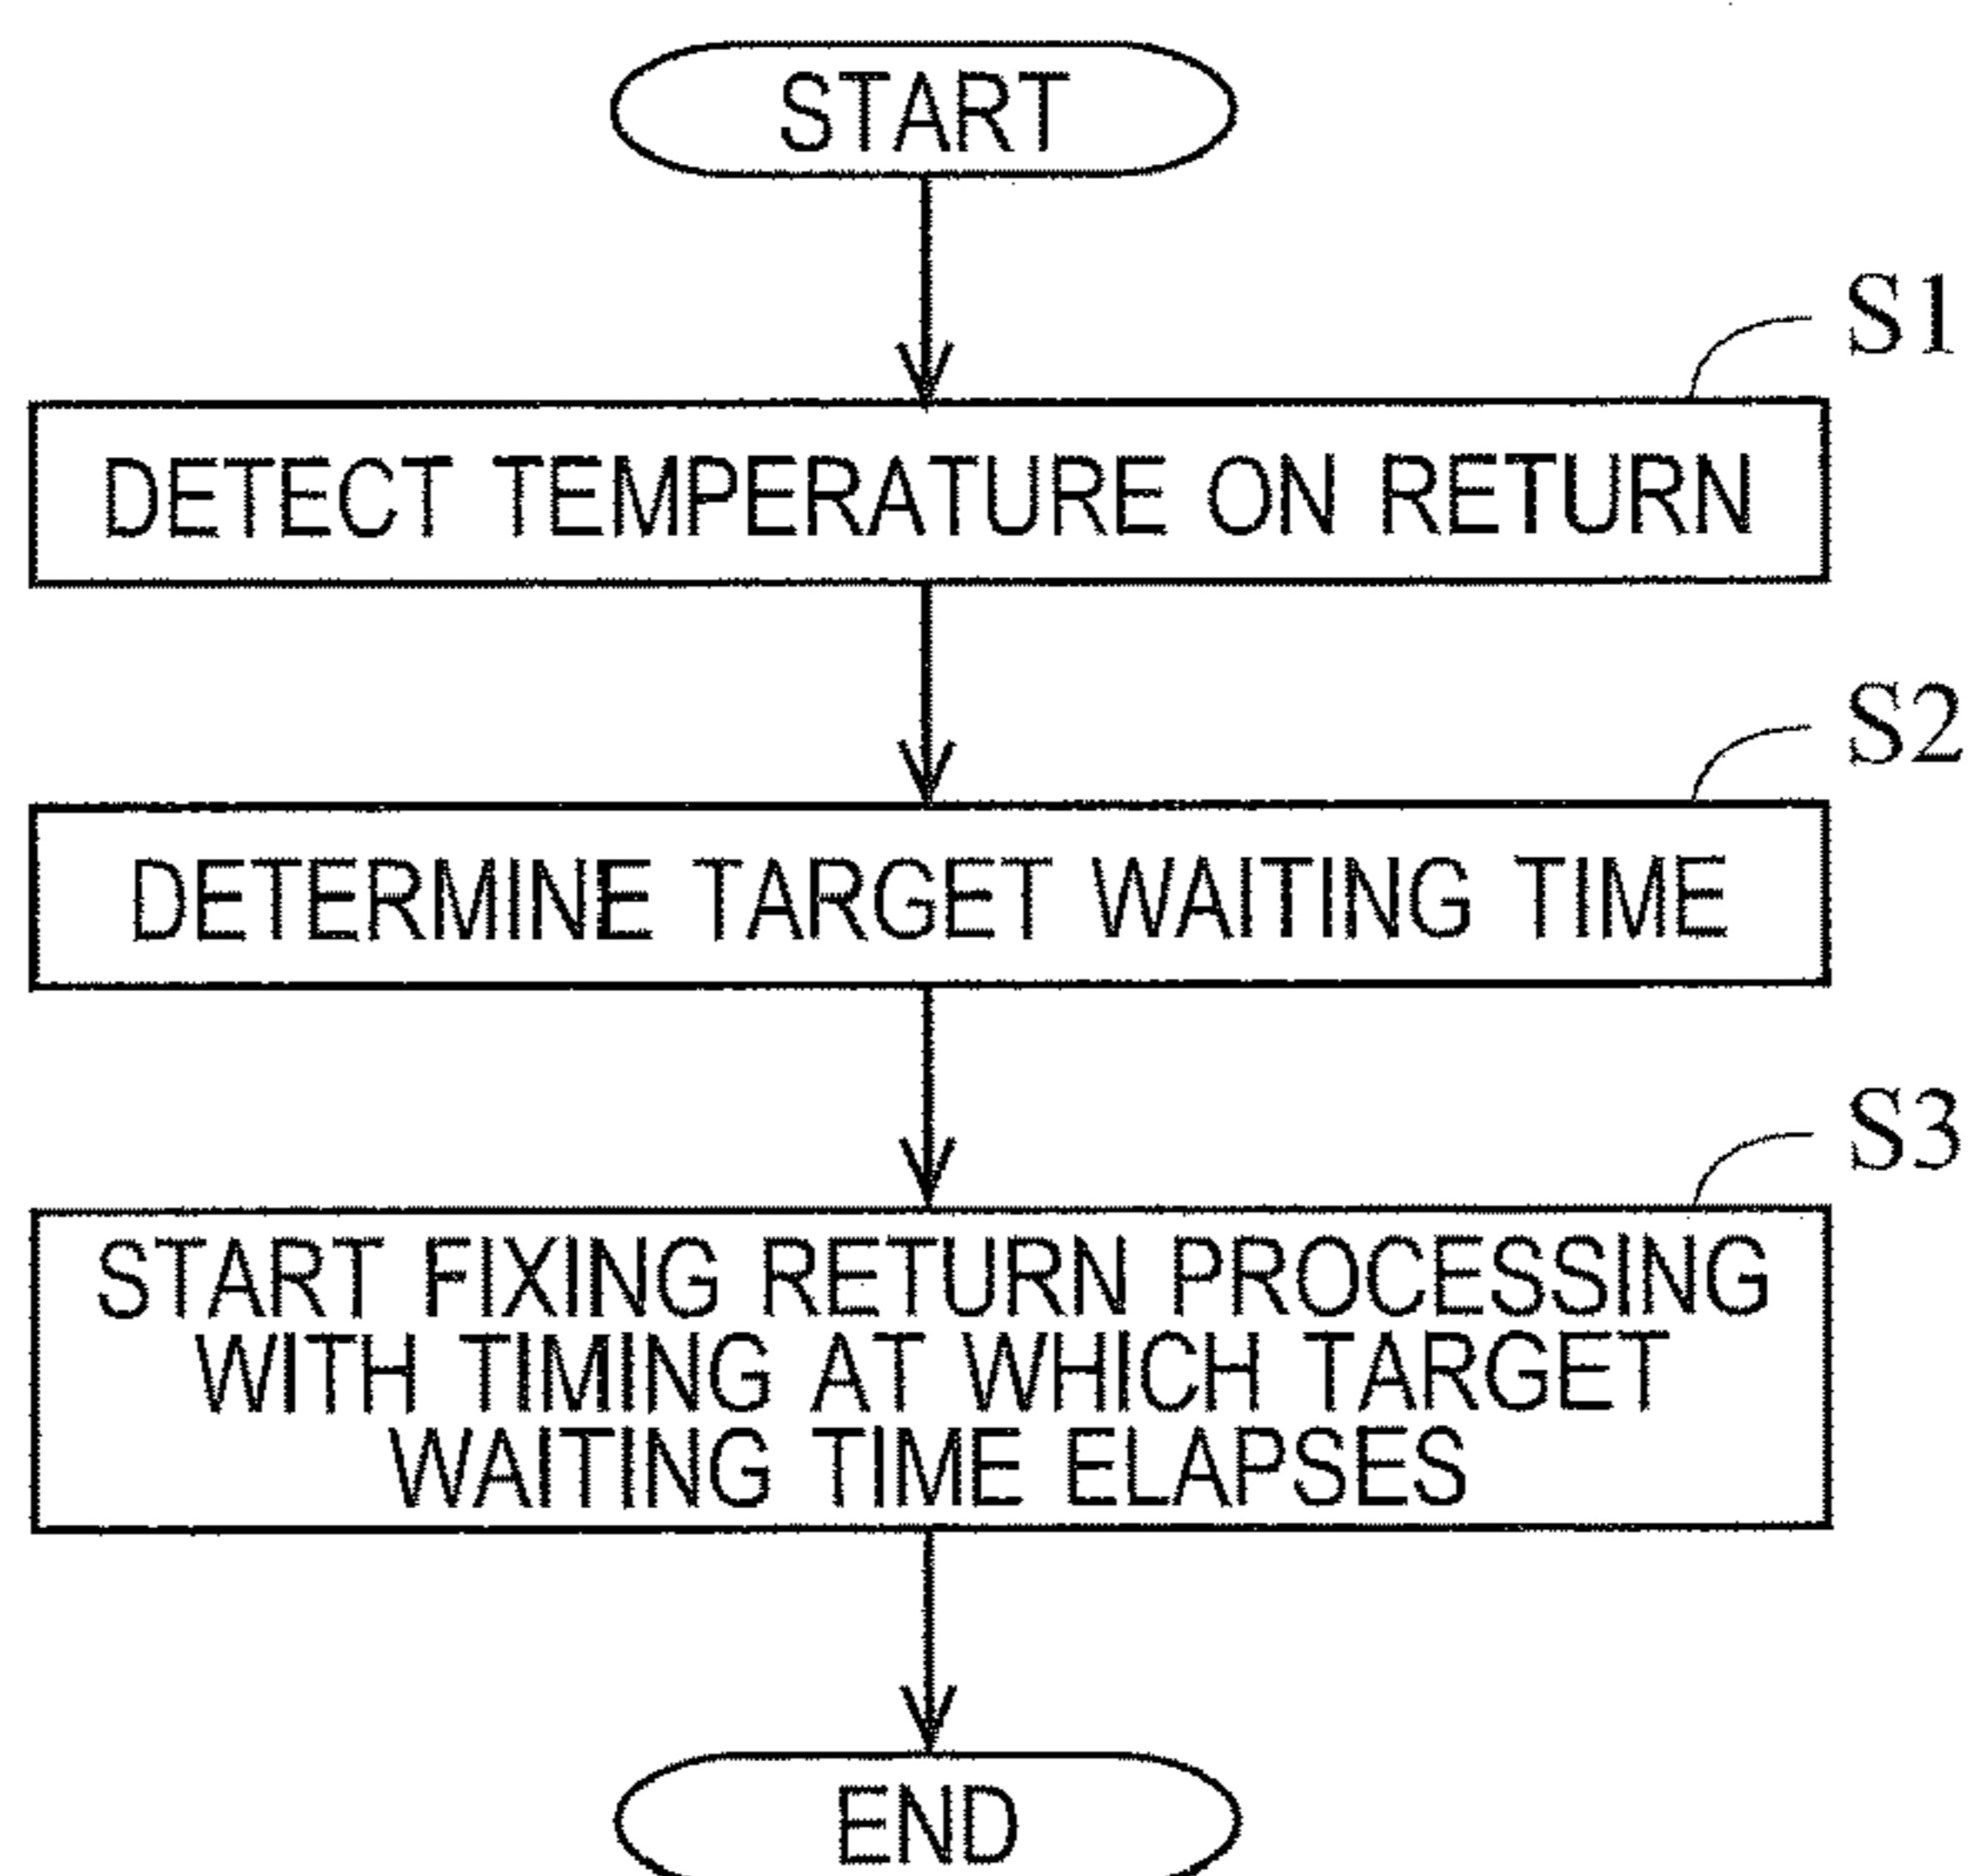 START
S1
DETECT TEMPERATURE ON RETURN
S2
DETERMINE TARGET WAITING TIME
S3
START FIXING RETURN PROCESSING
WITH TIMING AT WHICH TARGET
WAITING TIME ELAPSES
END